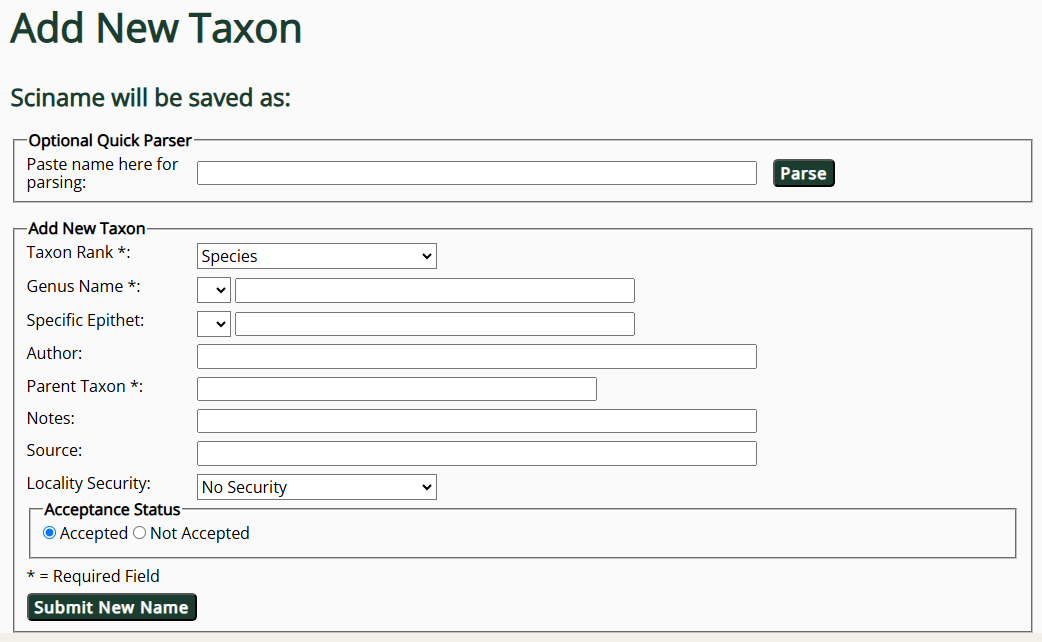 Add New Taxon
Sciname will be saved as:
Optional Quick Parser
Paste name here for
parsing:
Parse
Add New Taxon
Taxon Rank *:
Species
Genus Name *:
Specific Epithet:
Author:
Parent Taxon *:
Notes:
Source:
Locality Security:
No Security
Acceptance Status
Accepted Not Accepted
* = Required Field
Submit New Name